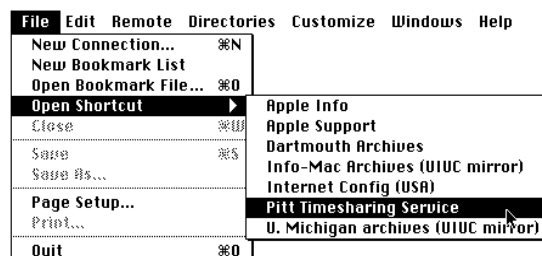 File Edit Remote Directories Customize Windows Help
New Connection... ⌘N
New Bookmark List
Open Bookmark File... ⌘O
Open Shortcut ▶
Apple Info
Close ⌘W
Apple Support
Dartmouth Archives
Save ⌘S
Info-Mac Archives (UIUC mirror)
Save As...
Internet Config (USA)
Page Setup...
Pitt Timesharing Service
Print...
U. Michigan archives (UIUC mirror)
Quit ⌘Q